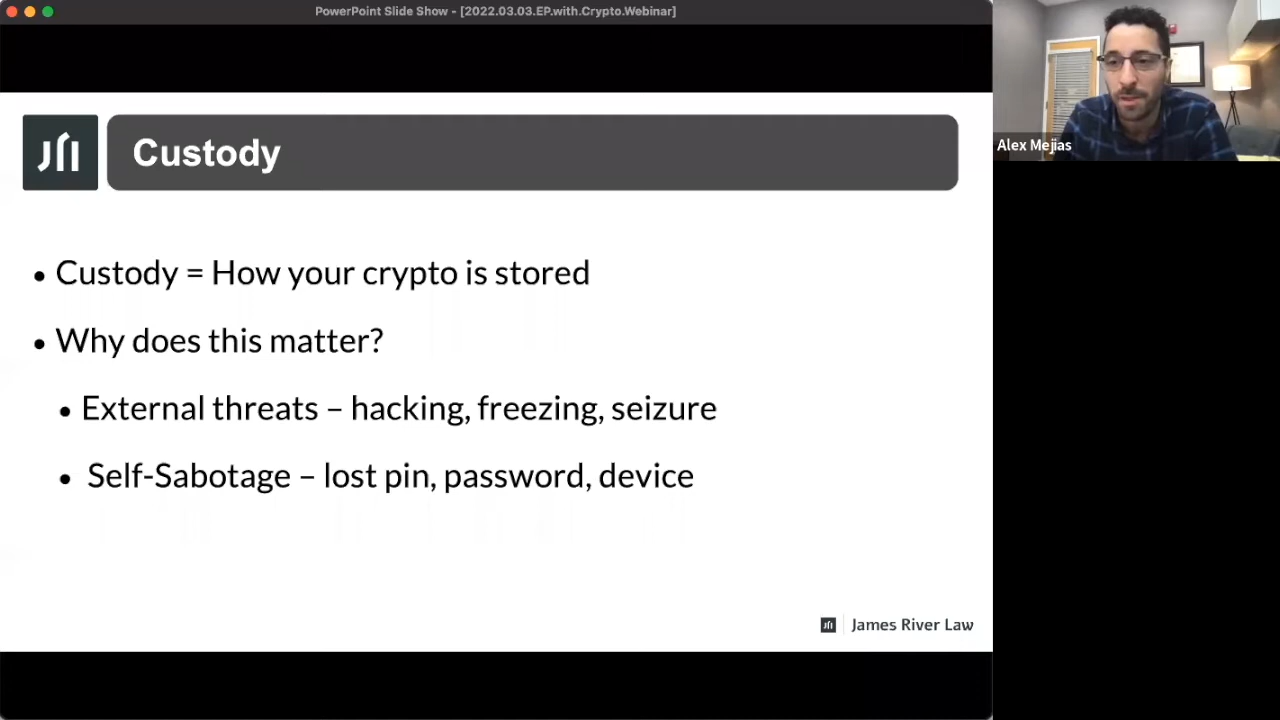 PowerPoint Slide Show - [2022.03.03.EP.with.Crypto.Webinar]
Custody
• Custody = How your crypto is stored
• Why does this matter?
• External threats – hacking, freezing, seizure
• Self-Sabotage – lost pin, password, device
James River Law
Alex Mejias